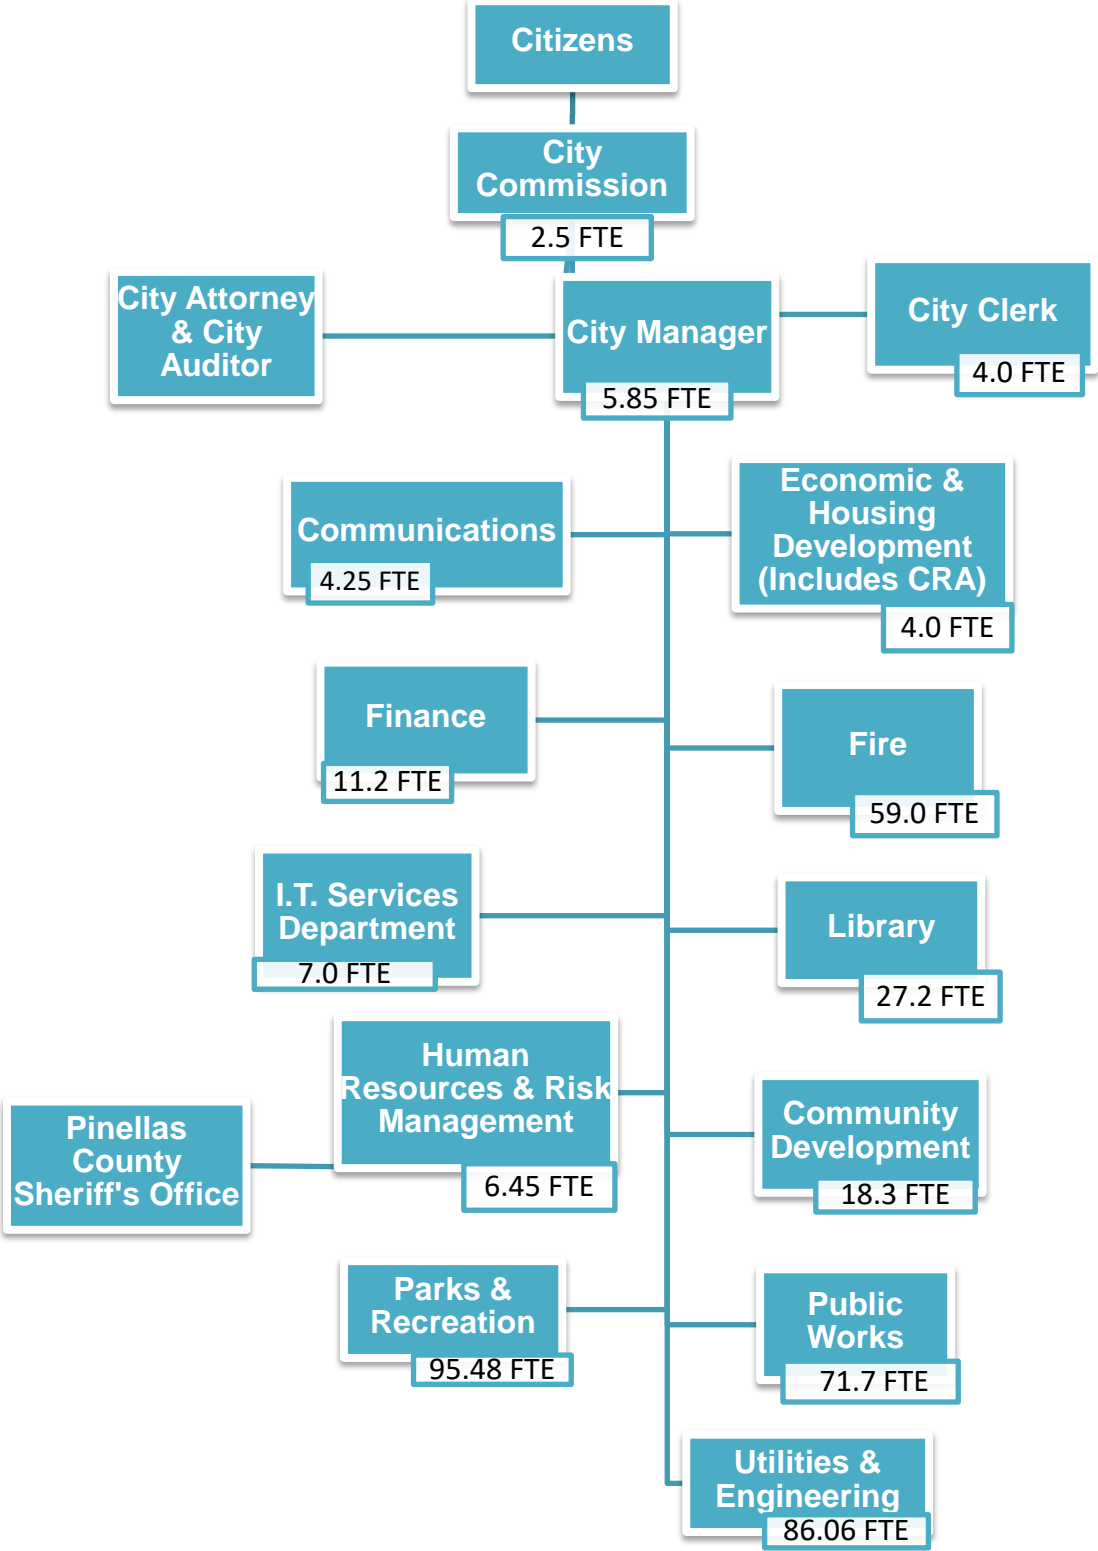 Citizens
City
Commission
2.5 FTE
City Attorney
& City
Auditor
City Manager
5.85 FTE
City Clerk
4.0 FTE
Communications
4.25 FTE
Economic &
Housing
Development
(Includes CRA)
4.0 FTE
Finance
11.2 FTE
Fire
59.0 FTE
I.T. Services
Department
7.0 FTE
Library
27.2 FTE
Human
Resources & Risk
Management
6.45 FTE
Pinellas
County
Sheriff's Office
Community
Development
18.3 FTE
Parks &
Recreation
95.48 FTE
Public
Works
71.7 FTE
Utilities &
Engineering
86.06 FTE